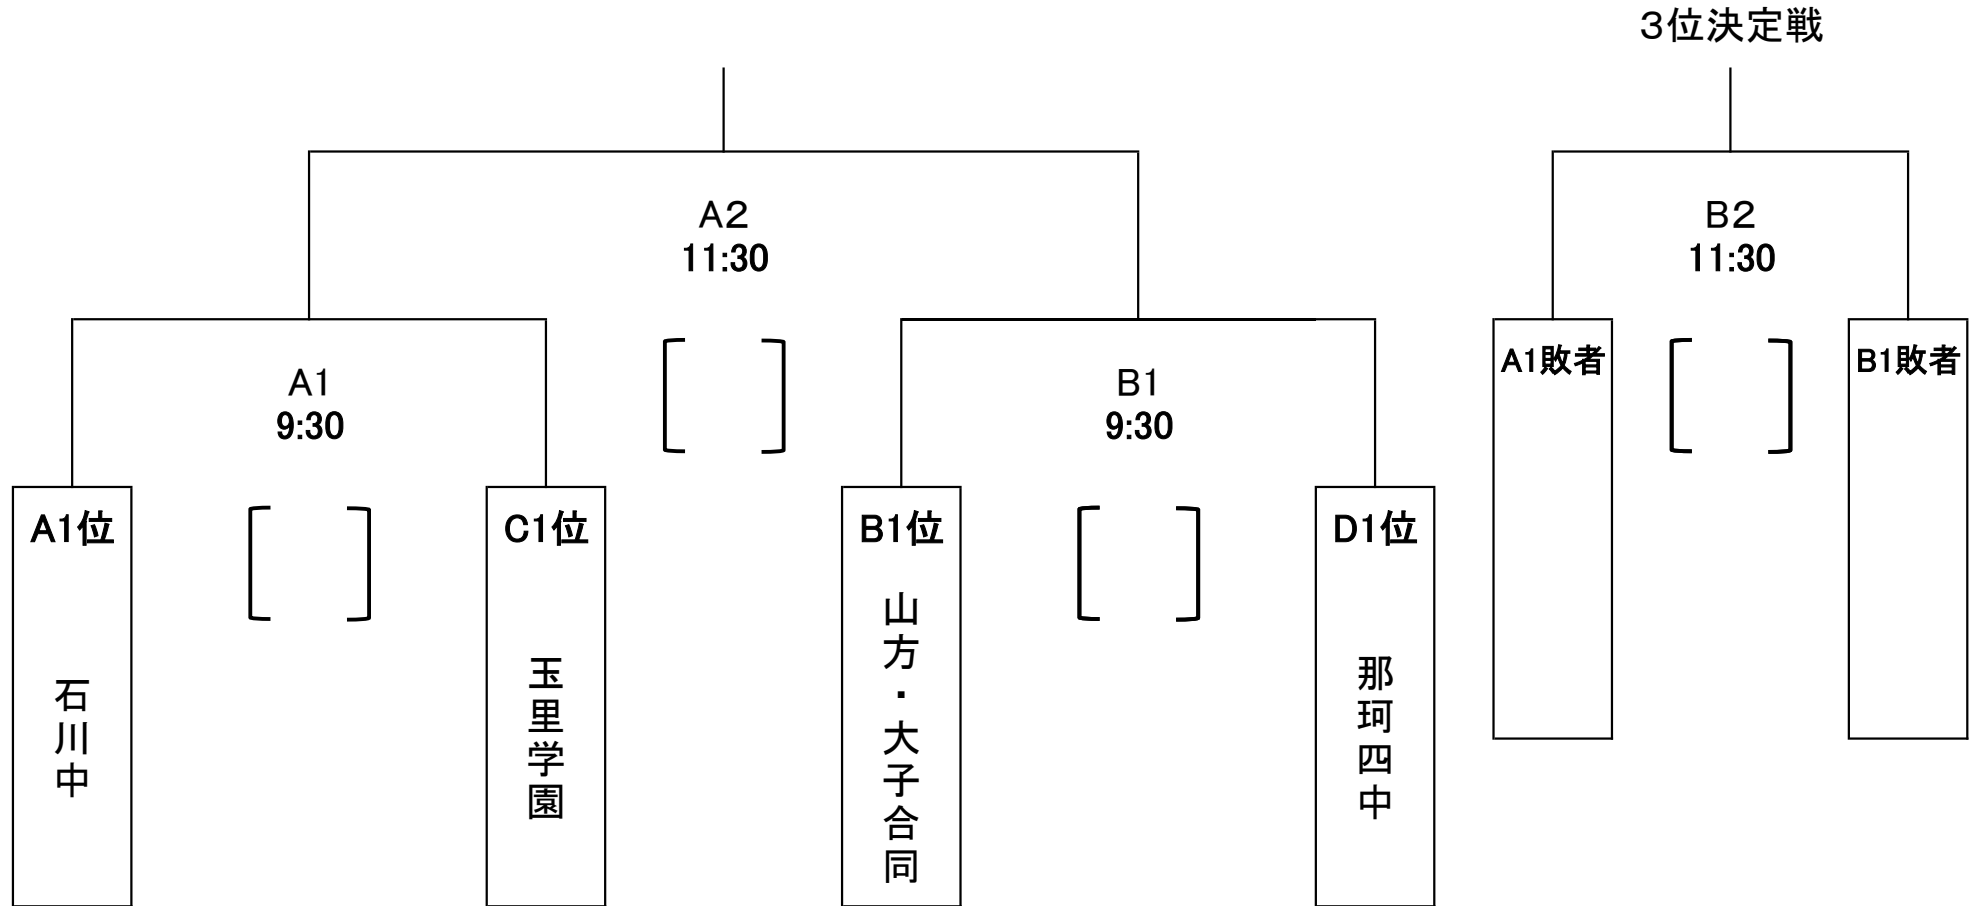 ３位決定戦
A2
11:30
B2
11:30
A1
9:30
B1
9:30
A1敗者
B1敗者
A1位
石川中
C1位
玉里学園
B1位
山方・大子合同
D1位
那珂四中